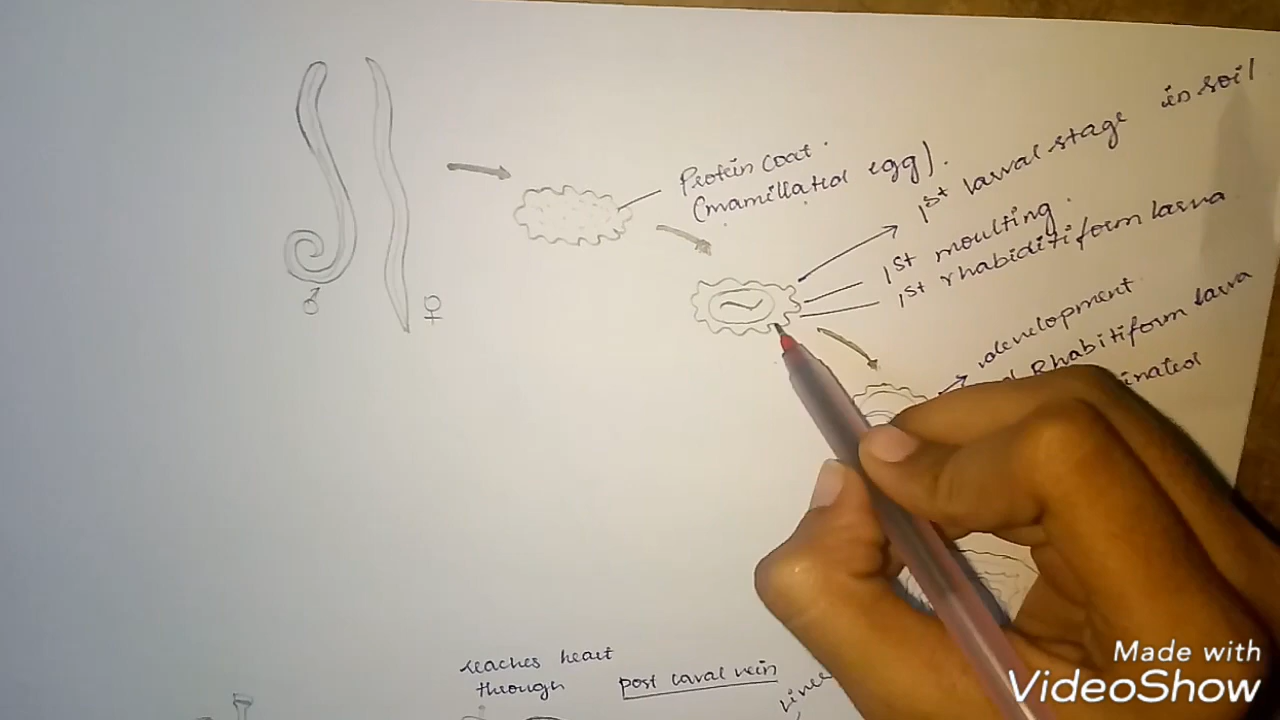 Protein coat.
(mamillated egg).
1st larval stage in soil
1st moulting.
1st rhabiditiform larva
development
Rhabitiform larva
♂
♀
reaches heart
through post caval vein
Made with
VideoShow